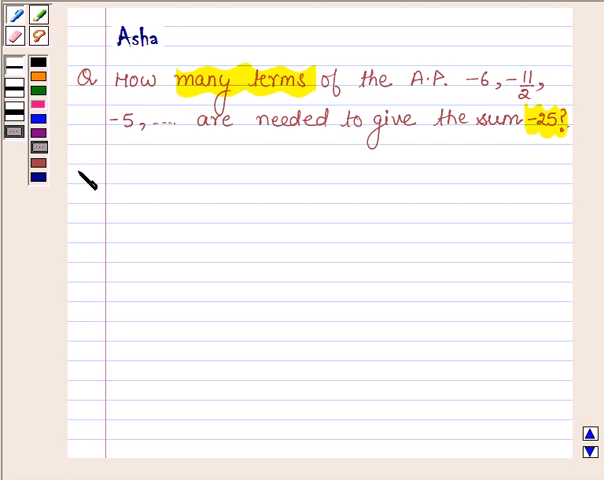 Asha
Q How many terms of the A.P. -6, -11/2,
-5, .... are needed to give the sum -25?